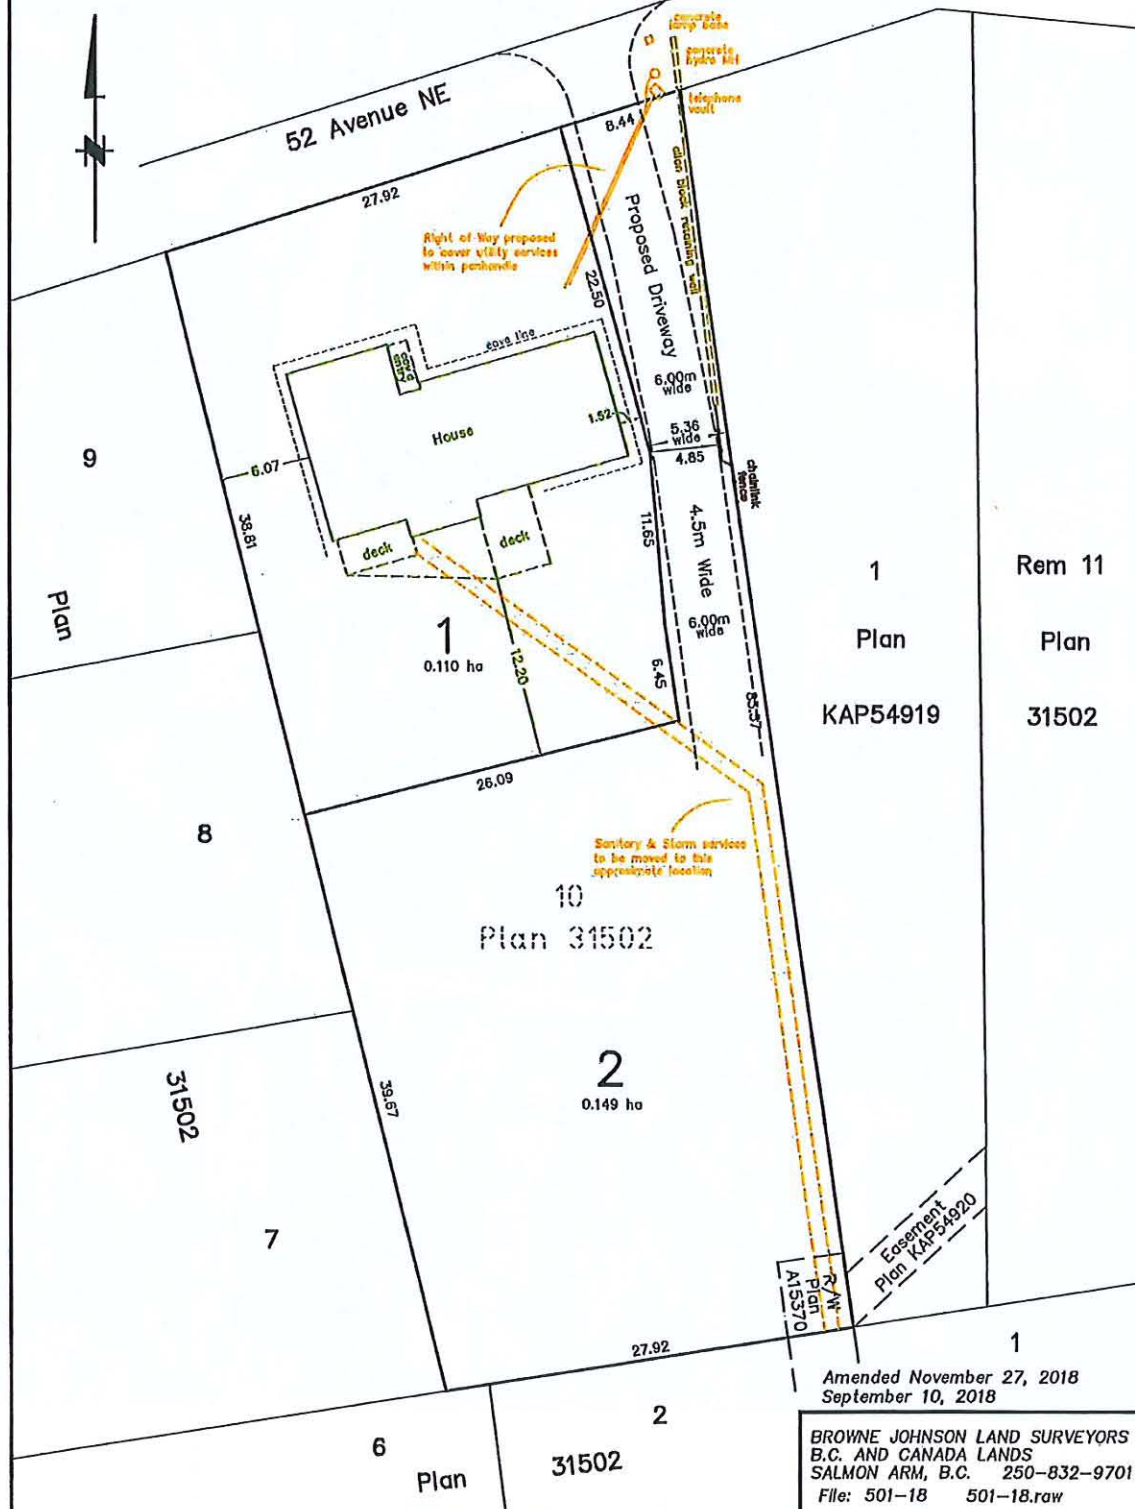 concrete
lamp base
concrete
hydro kit
telephone
vault
52 Avenue NE
8.44
27.92
Right of Way proposed
to cover utility services
within panhandle
22.50
Proposed Driveway
allan block retaining wall
eave line
cov'd
entry
6.00m
wide
House
1.52
5.36
wide
4.85
9
6.07
38.81
chainlink
fence
deck
deck
11.65
4.5m Wide
6.00m
wide
1
Plan
KAP54919
Rem 11
Plan
31502
Plan
1
0.110 ha
12.20
6.45
85.37
26.09
8
Sanitary & Storm services
to be moved to this
approximate location
10
Plan 31502
2
0.149 ha
39.67
31502
7
Easement
Plan KAP54920
R/W
Plan
A15370
27.92
1
Amended November 27, 2018
September 10, 2018
2
6
Plan
31502
BROWNE JOHNSON LAND SURVEYORS
B.C. AND CANADA LANDS
SALMON ARM, B.C. 250-832-9701
File: 501-18 501-18.raw